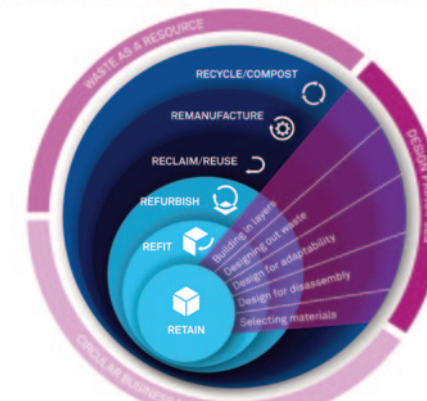 WASTE AS A RESOURCE
RECYCLE/COMPOST
REMANUFACTURE
RECLAIM/REUSE
REFURBISH
REFIT
RETAIN
Building in layers
Designing out waste
Design for adaptability
Design for disassembly
Selecting materials
DESIGN
CIRCULAR BUSINESS